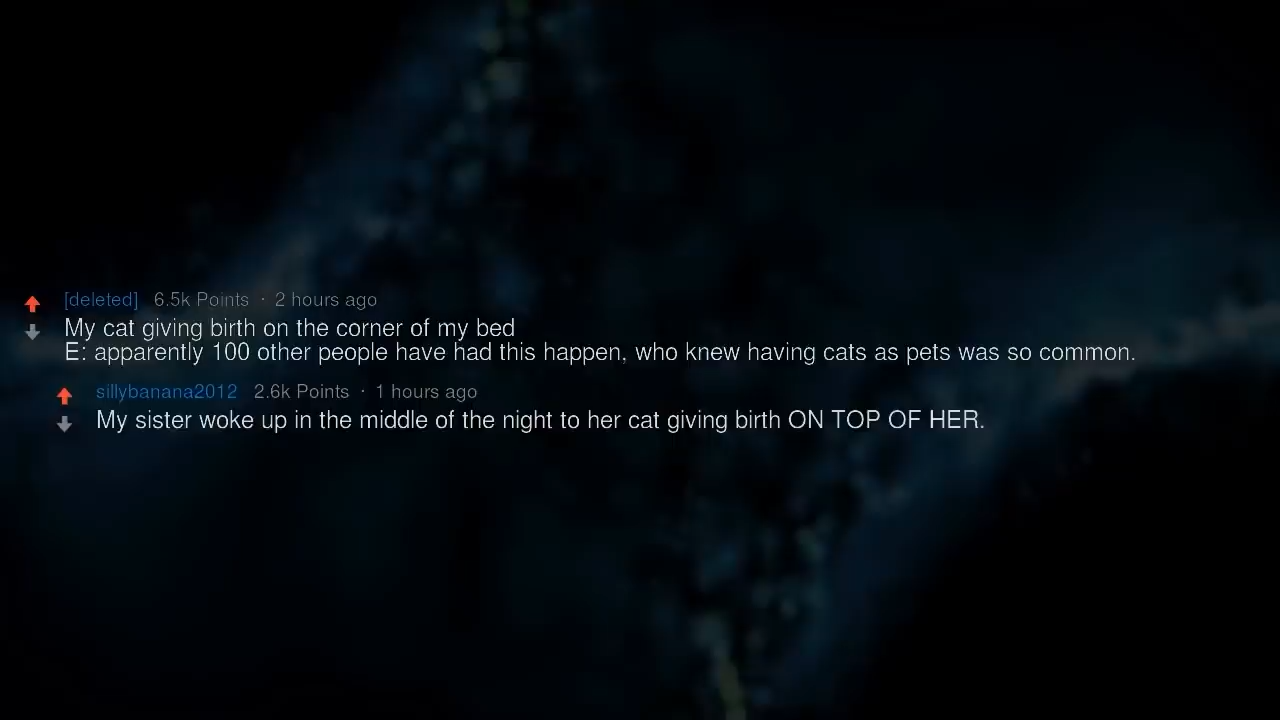 [deleted] 6.5k Points · 2 hours ago
My cat giving birth on the corner of my bed
E: apparently 100 other people have had this happen, who knew having cats as pets was so common.
sillybanana2012 2.6k Points · 1 hours ago
My sister woke up in the middle of the night to her cat giving birth ON TOP OF HER.